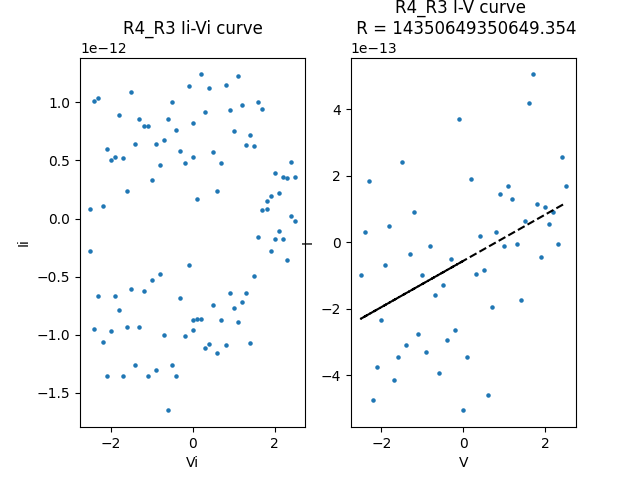 R4_R3 Ii-Vi curve
1e−12
1.0
0.5
0.0
−0.5
−1.0
−1.5
Ii
−2
0
2
Vi
R4_R3 I-V curve
R = 14350649350649.354
1e−13
4
2
0
−2
−4
I
−2
0
2
V